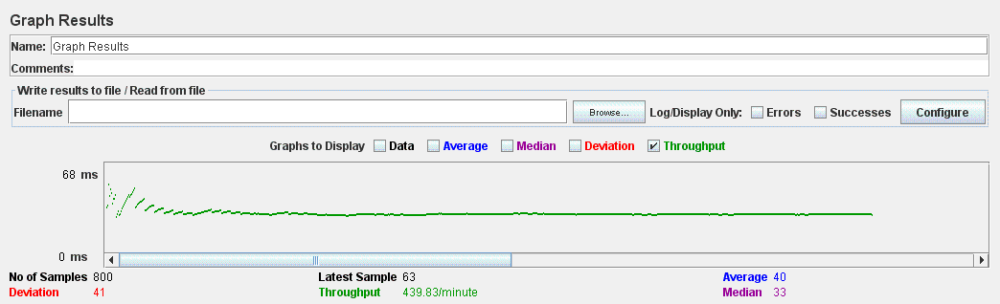 Graph Results
Name: Graph Results
Comments:
Write results to file / Read from file
Filename Browse... Log/Display Only: Errors Successes Configure
Graphs to Display Data Average Median Deviation Throughput
68 ms
0 ms
No of Samples 800 Latest Sample 63 Average 40
Deviation 41 Throughput 439.83/minute Median 33